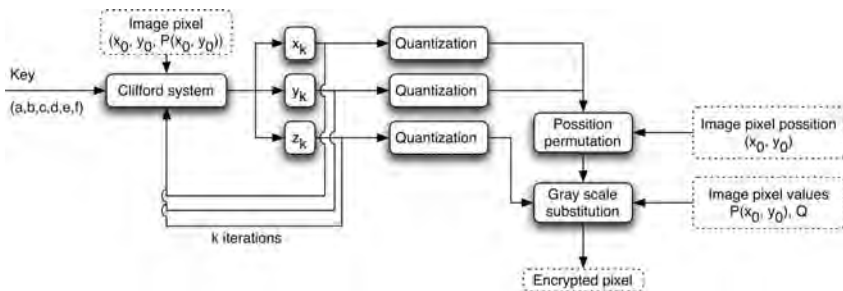 Image pixel
(x0, y0, P(x0, y0))
Key
(a,b,c,d,e,f)
Clifford system
xk
yk
zk
Quantization
Quantization
Quantization
k iterations
Possition
permutation
Image pixel possition
(x0, y0)
Gray scale
substitution
Image pixel values
P(x0, y0), Q
Encrypted pixel